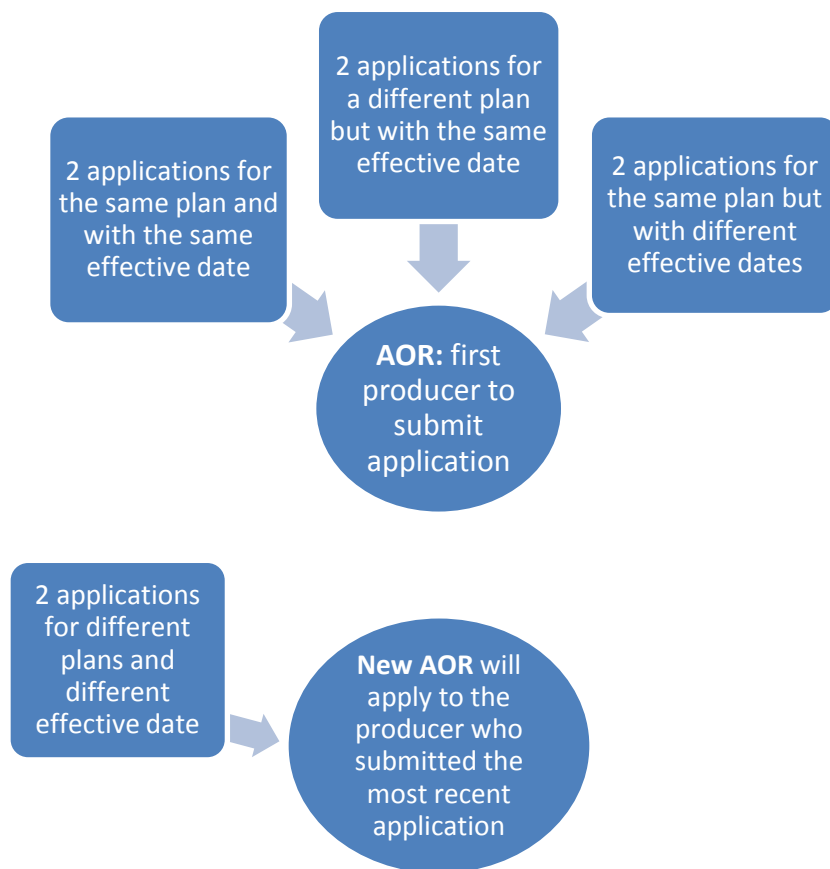 2 applications for
the same plan and
with the same
effective date
2 applications for
a different plan
but with the same
effective date
2 applications for
the same plan but
with different
effective dates
AOR: first
producer to
submit
application
2 applications
for different
plans and
different
effective date
New AOR will
apply to the
producer who
submitted the
most recent
application